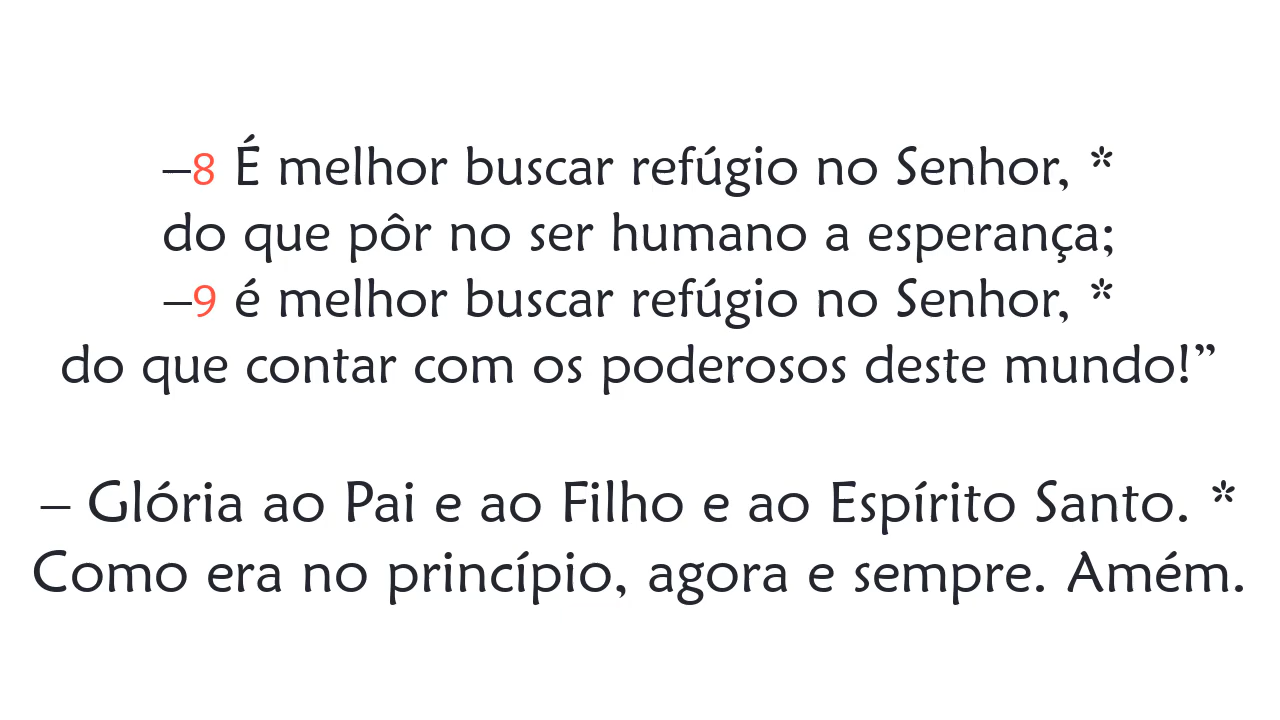 –8 É melhor buscar refúgio no Senhor, *
do que pôr no ser humano a esperança;
–9 é melhor buscar refúgio no Senhor, *
do que contar com os poderosos deste mundo!”
– Glória ao Pai e ao Filho e ao Espírito Santo. *
Como era no princípio, agora e sempre. Amém.